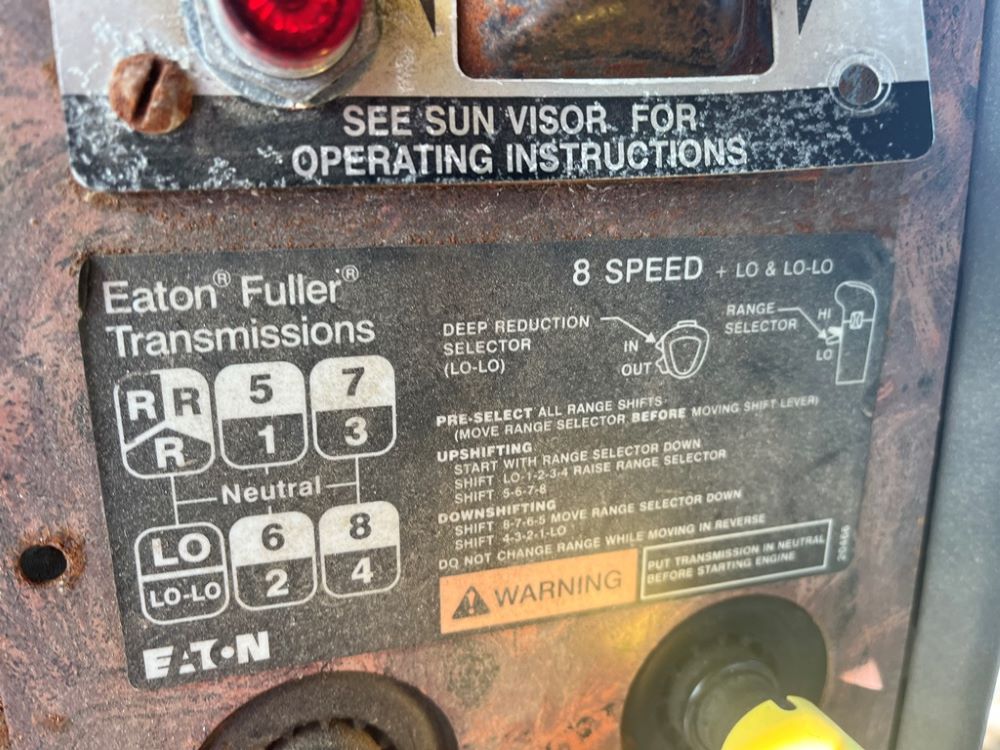 SEE SUN VISOR FOR
OPERATING INSTRUCTIONS
Eaton® Fuller®
Transmissions
8 SPEED + LO & LO-LO
DEEP REDUCTION
SELECTOR
(LO-LO)
IN
OUT
RANGE
SELECTOR
HI
LO
R R
R
5
1
7
3
Neutral
LO
LO-LO
6
2
8
4
PRE-SELECT ALL RANGE SHIFTS
(MOVE RANGE SELECTOR BEFORE MOVING SHIFT LEVER)
UPSHIFTING
START WITH RANGE SELECTOR DOWN
SHIFT LO-1-2-3-4 RAISE RANGE SELECTOR
SHIFT 5-6-7-8
DOWNSHIFTING
SHIFT 8-7-6-5 MOVE RANGE SELECTOR DOWN
SHIFT 4-3-2-1-LO
DO NOT CHANGE RANGE WHILE MOVING IN REVERSE
WARNING
PUT TRANSMISSION IN NEUTRAL
BEFORE STARTING ENGINE
EATON